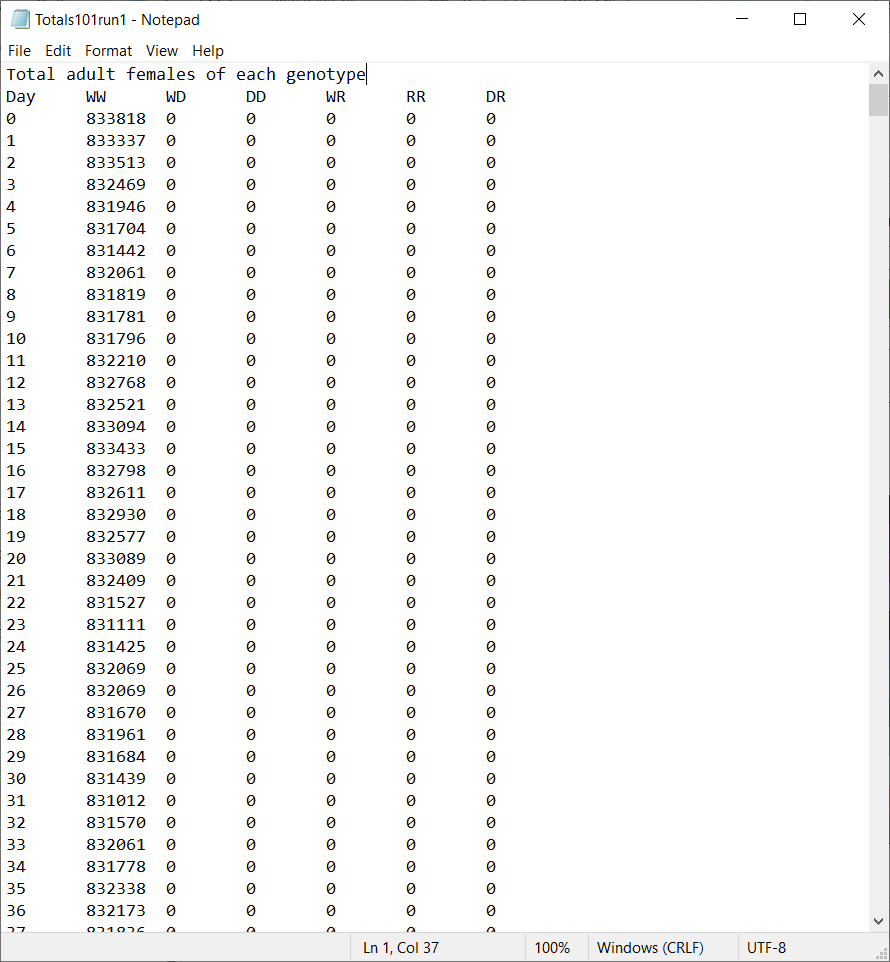 Totals101run1 - Notepad
File Edit Format View Help
Total adult females of each genotype
Day WW WD DD WR RR DR
0 833818 0 0 0 0 0
1 833337 0 0 0 0 0
2 833513 0 0 0 0 0
3 832469 0 0 0 0 0
4 831946 0 0 0 0 0
5 831704 0 0 0 0 0
6 831442 0 0 0 0 0
7 832061 0 0 0 0 0
8 831819 0 0 0 0 0
9 831781 0 0 0 0 0
10 831796 0 0 0 0 0
11 832210 0 0 0 0 0
12 832768 0 0 0 0 0
13 832521 0 0 0 0 0
14 833094 0 0 0 0 0
15 833433 0 0 0 0 0
16 832798 0 0 0 0 0
17 832611 0 0 0 0 0
18 832930 0 0 0 0 0
19 832577 0 0 0 0 0
20 833089 0 0 0 0 0
21 832409 0 0 0 0 0
22 831527 0 0 0 0 0
23 831111 0 0 0 0 0
24 831425 0 0 0 0 0
25 832069 0 0 0 0 0
26 832069 0 0 0 0 0
27 831670 0 0 0 0 0
28 831961 0 0 0 0 0
29 831684 0 0 0 0 0
30 831439 0 0 0 0 0
31 831012 0 0 0 0 0
32 831570 0 0 0 0 0
33 832061 0 0 0 0 0
34 831778 0 0 0 0 0
35 832338 0 0 0 0 0
36 832173 0 0 0 0 0
Ln 1, Col 37 100% Windows (CRLF) UTF-8